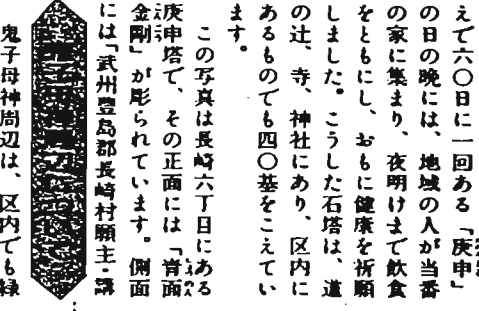 えで六〇日に一回ある「庚申」
の日の晩には、地域の人が当番
の家に集まり、夜明けまで飲食
をともにし、おもに健康を祈願
しました。こうした石塔は、道
の辻、寺、神社にあり、区内に
あるものでも四〇基をこえてい
ます。
この写真は長崎六丁目にある
庚申塔で、その正面には「青面
金剛」が彫られています。側面
には「武州豊島郡長崎村願主・講
鬼子母神周辺は、区内でも緑